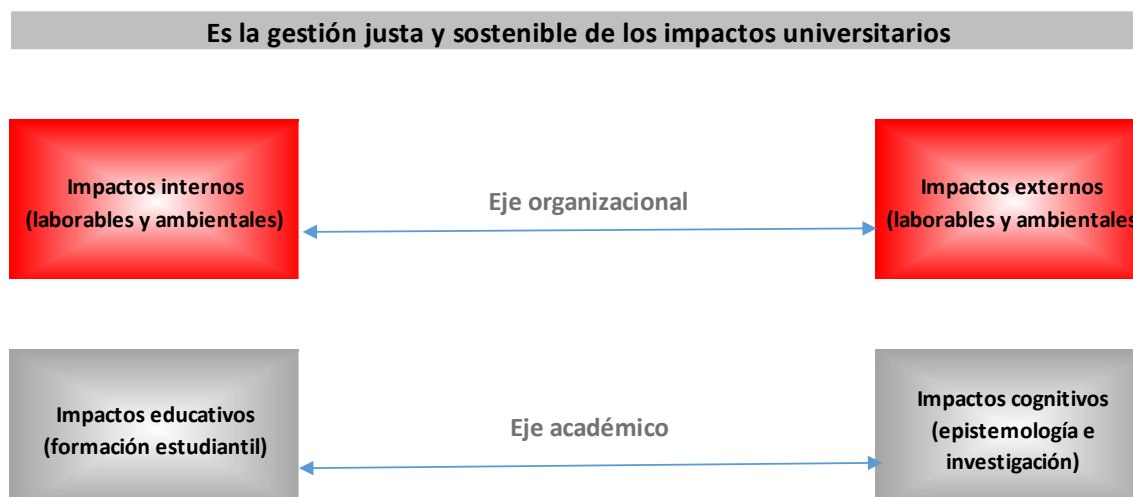 Es la gestión justa y sostenible de los impactos universitarios
Impactos internos
(laborables y ambientales)
Eje organizacional
Impactos externos
(laborables y ambientales
Impactos educativos
(formación estudiantil)
Eje académico
Impactos cognitivos
(epistemología e
investigación)